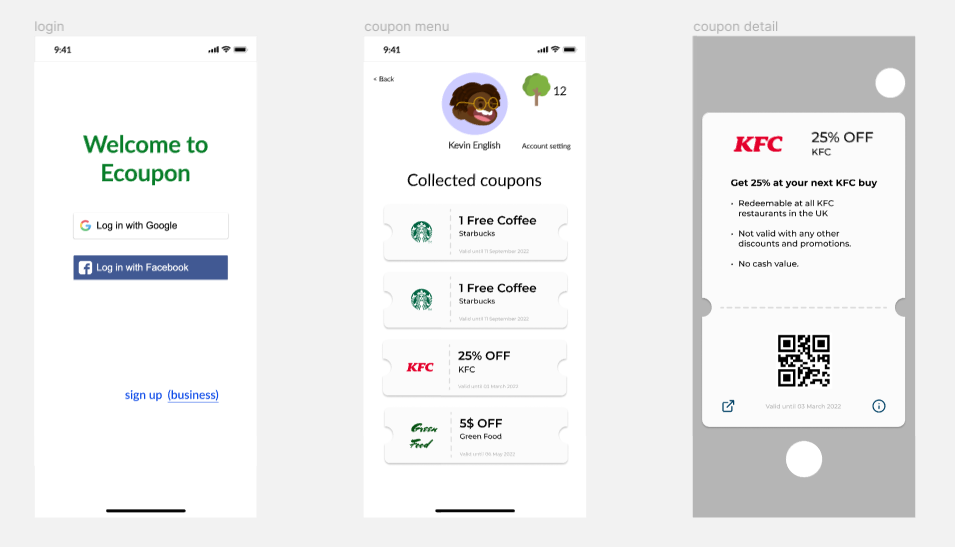 login
9:41
Welcome to
Ecoupon
Log in with Google
Log in with Facebook
sign up (business)
coupon menu
9:41
< Back
12
Kevin English
Account setting
Collected coupons
1 Free Coffee
Starbucks
Valid until 11 September 2022
1 Free Coffee
Starbucks
Valid until 11 September 2022
KFC
25% OFF
KFC
Valid until 03 March 2022
Green
Food
5$ OFF
Green Food
Valid until 06 May 2022
coupon detail
KFC
25% OFF
KFC
Get 25% at your next KFC buy
• Redeemable at all KFC
restaurants in the UK
• Not valid with any other
discounts and promotions.
• No cash value.
Valid until 03 March 2022